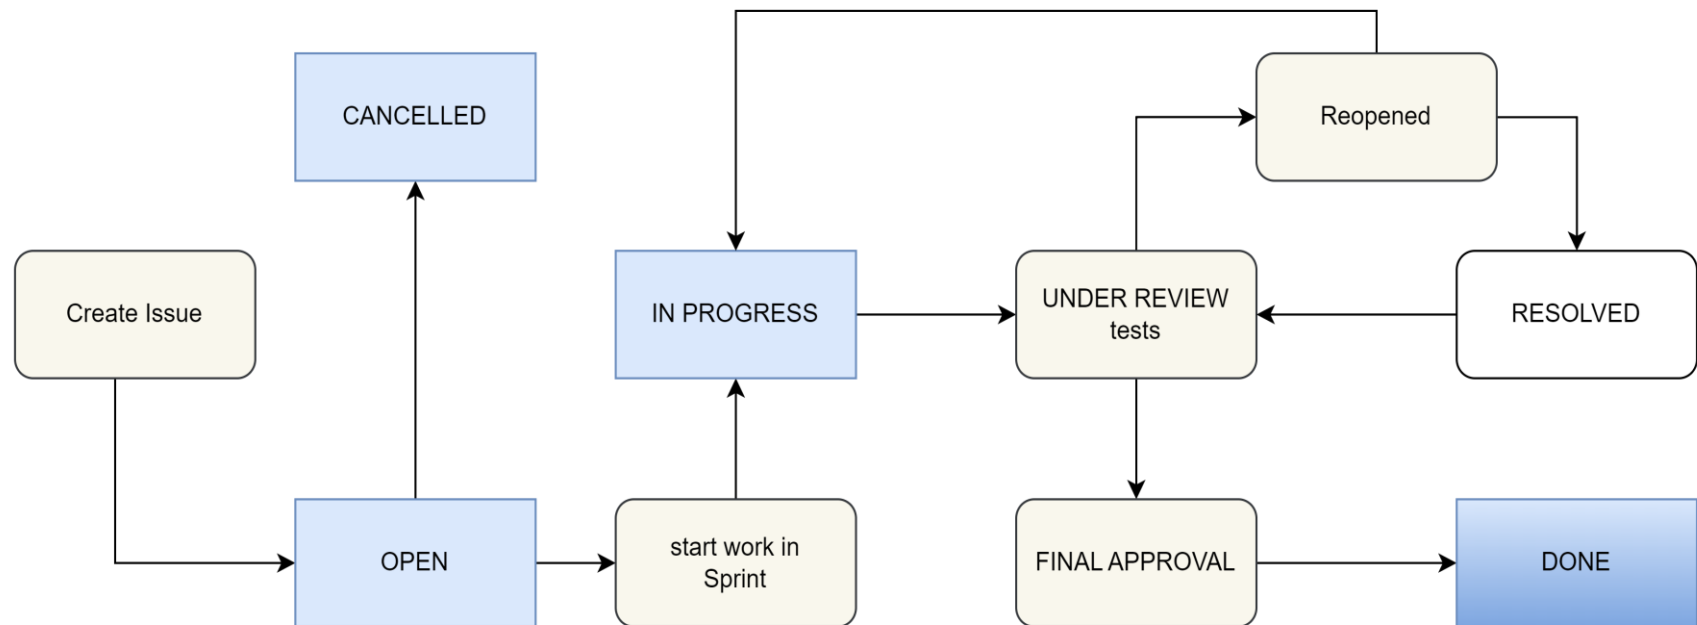 CANCELLED
Reopened
Create Issue
IN PROGRESS
UNDER REVIEW
tests
RESOLVED
OPEN
start work in
Sprint
FINAL APPROVAL
DONE